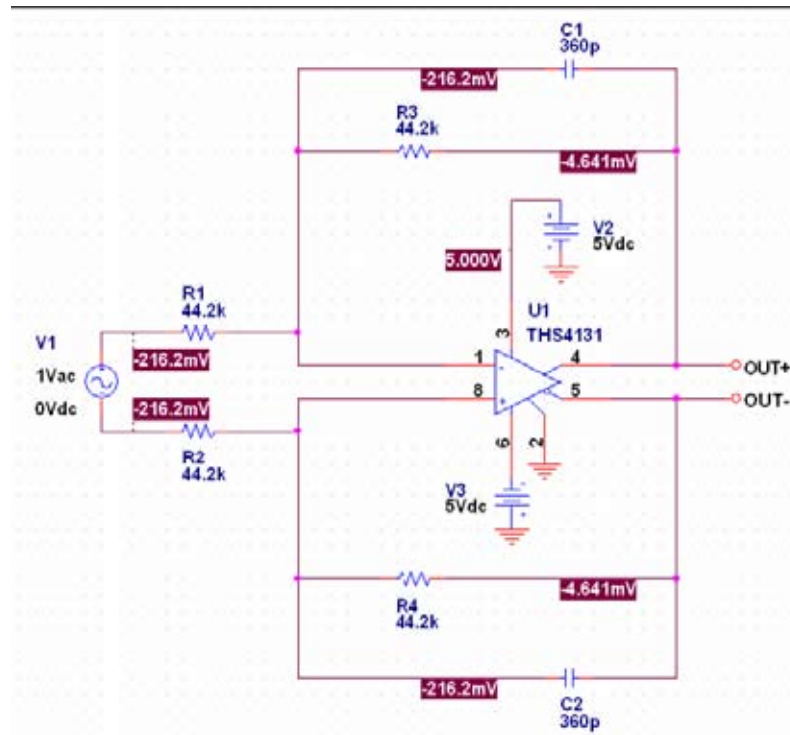 C1
360p
-216.2mV
R3
44.2k
-4.641mV
V2
5Vdc
5.000V
R1
44.2k
U1
THS4131
V1
3
-216.2mV
1
4
1Vac
OUT+
0Vdc
-216.2mV
8
5
OUT-
R2
44.2k
6
2
V3
5Vdc
R4
44.2k
-4.641mV
-216.2mV
C2
360p